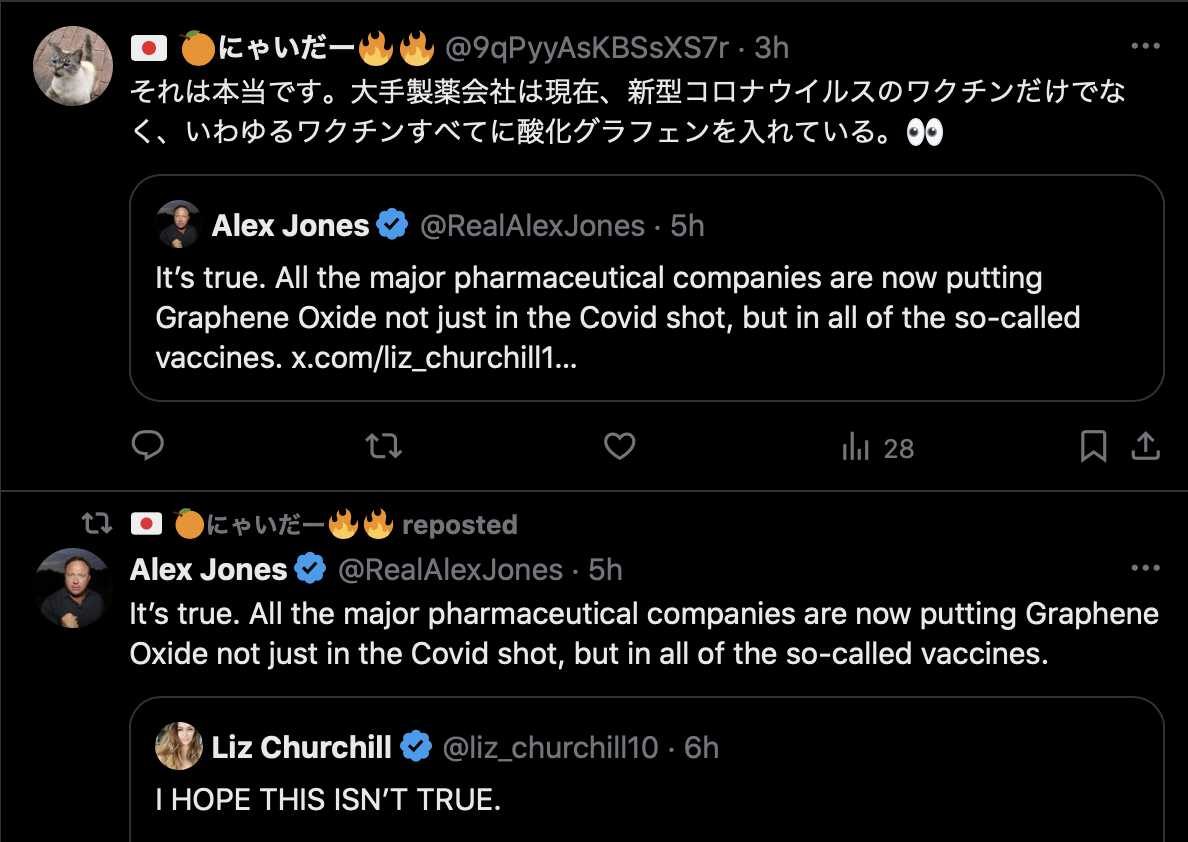 🇯🇵 🍊にゃいだー🔥🔥 @9qPyyAsKBSsXS7r · 3h
それは本当です。大手製薬会社は現在、新型コロナウイルスのワクチンだけでな
く、いわゆるワクチンすべてに酸化グラフェンを入れている。👀
Alex Jones @RealAlexJones · 5h
It’s true. All the major pharmaceutical companies are now putting
Graphene Oxide not just in the Covid shot, but in all of the so-called
vaccines. x.com/liz_churchill1…
28
🇯🇵 🍊にゃいだー🔥🔥 reposted
Alex Jones @RealAlexJones · 5h
It’s true. All the major pharmaceutical companies are now putting Graphene
Oxide not just in the Covid shot, but in all of the so-called vaccines.
Liz Churchill @liz_churchill10 · 6h
I HOPE THIS ISN’T TRUE.